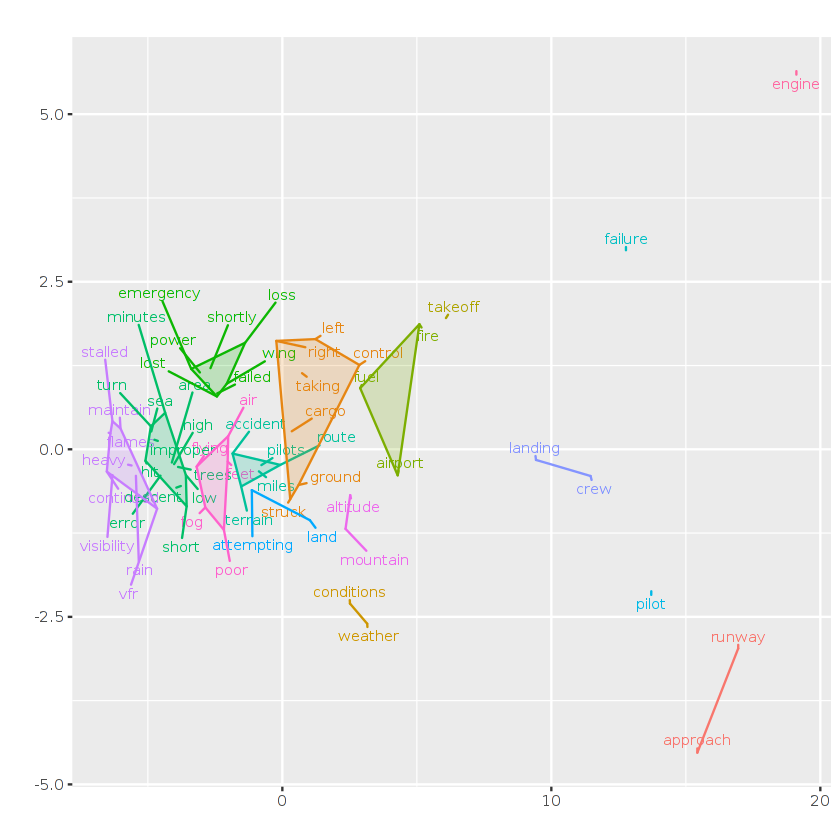 engine
5.0
failure
2.5
emergency
loss
takeoff
minutes
shortly
left
fire
power
stalled
wing
right
control
lost
failed
fuel
turn
area
taking
sea
air
maintain
cargo
high
accident
route
flames
flying
0.0
improper
pilots
landing
heavy
airport
hit
trees
feet
ground
miles
crew
continued
descent
low
altitude
struck
error
fog
terrain
land
visibility
short
attempting
mountain
rain
poor
vfr
conditions
pilot
-2.5
weather
runway
approach
-5.0
0
10
20